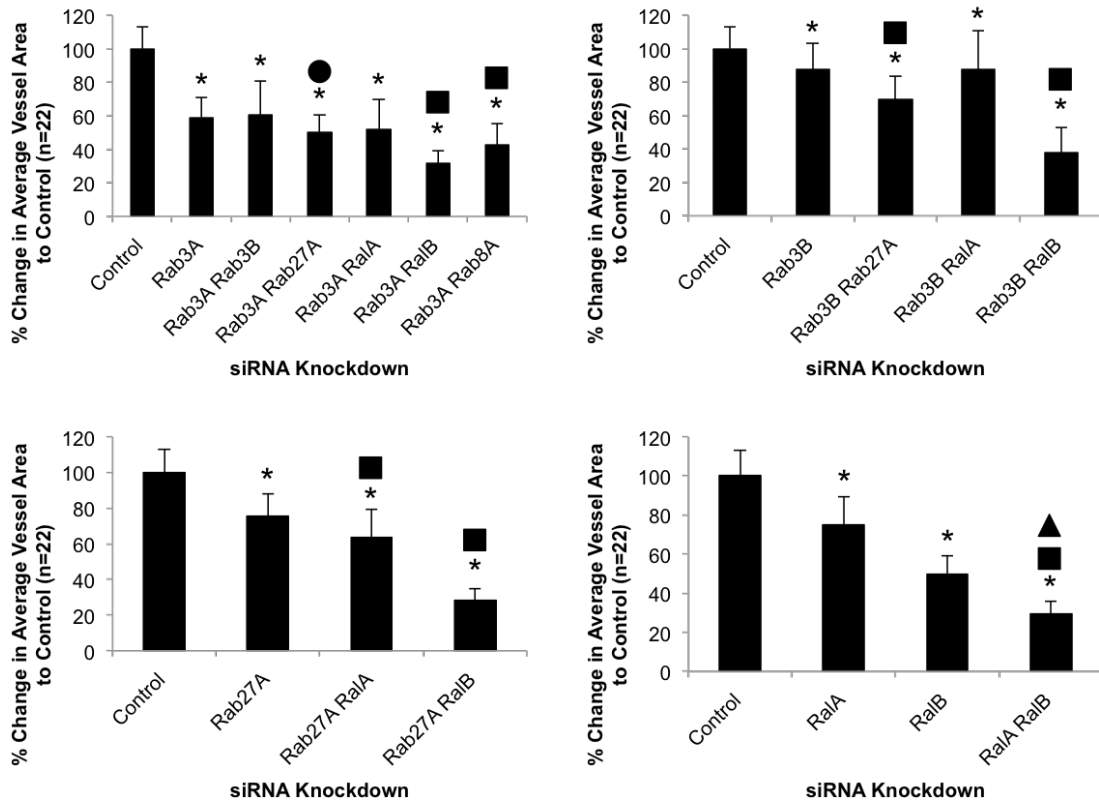 % Change in Average Vessel Area
to Control (n=22)
120
100
80
60
40
20
0
*
*
*
*
*
*
Control
Rab3A
Rab3A Rab3B
Rab3A Rab27A
Rab3A RalA
Rab3A RalB
Rab3A Rab8A
siRNA Knockdown
% Change in Average Vessel Area
to Control (n=22)
120
100
80
60
40
20
0
*
*
*
*
Control
Rab3B
Rab3B Rab27A
Rab3B RalA
Rab3B RalB
siRNA Knockdown
% Change in Average Vessel Area
to Control (n=22)
120
100
80
60
40
20
0
*
*
*
Control
Rab27A
Rab27A RalA
Rab27A RalB
siRNA Knockdown
% Change in Average Vessel Area
to Control (n=22)
120
100
80
60
40
20
0
*
*
*
Control
RalA
RalB
RalA RalB
siRNA Knockdown